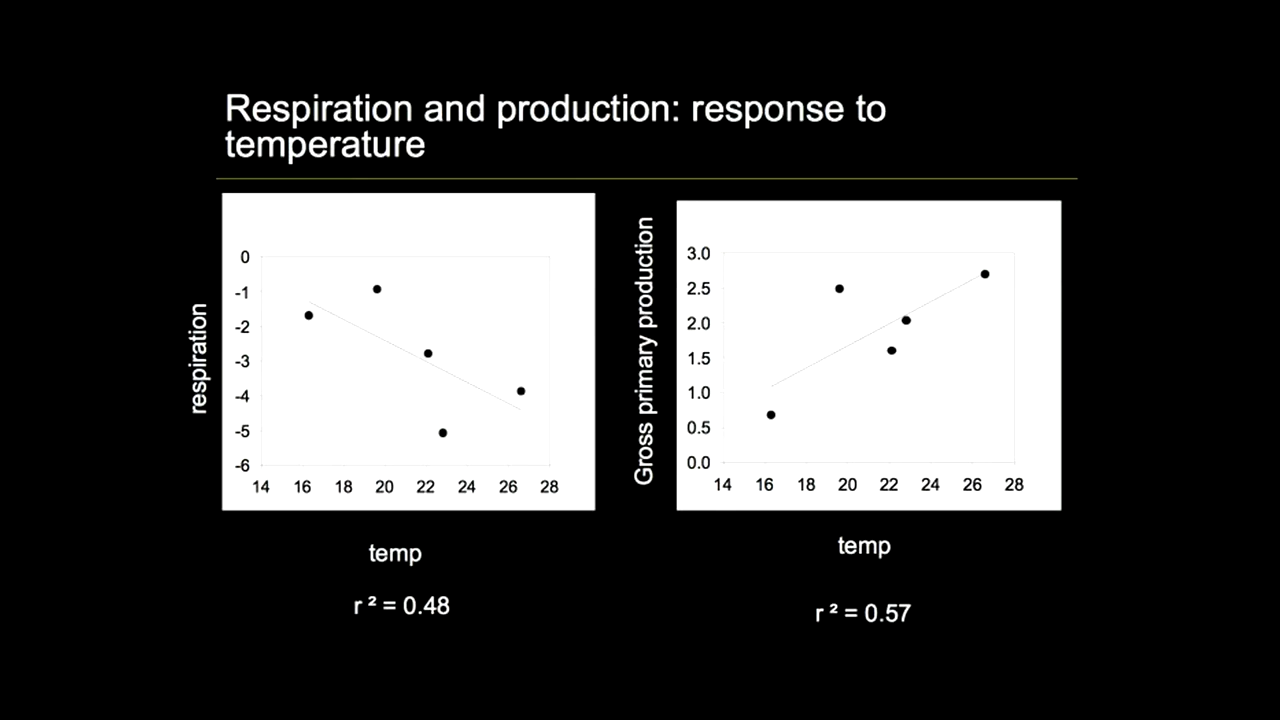 Respiration and production: response to
temperature
respiration
0
-1
-2
-3
-4
-5
-6
14 16 18 20 22 24 26 28
temp
r ² = 0.48
Gross primary production
3.0
2.5
2.0
1.5
1.0
0.5
0.0
14 16 18 20 22 24 26 28
temp
r ² = 0.57